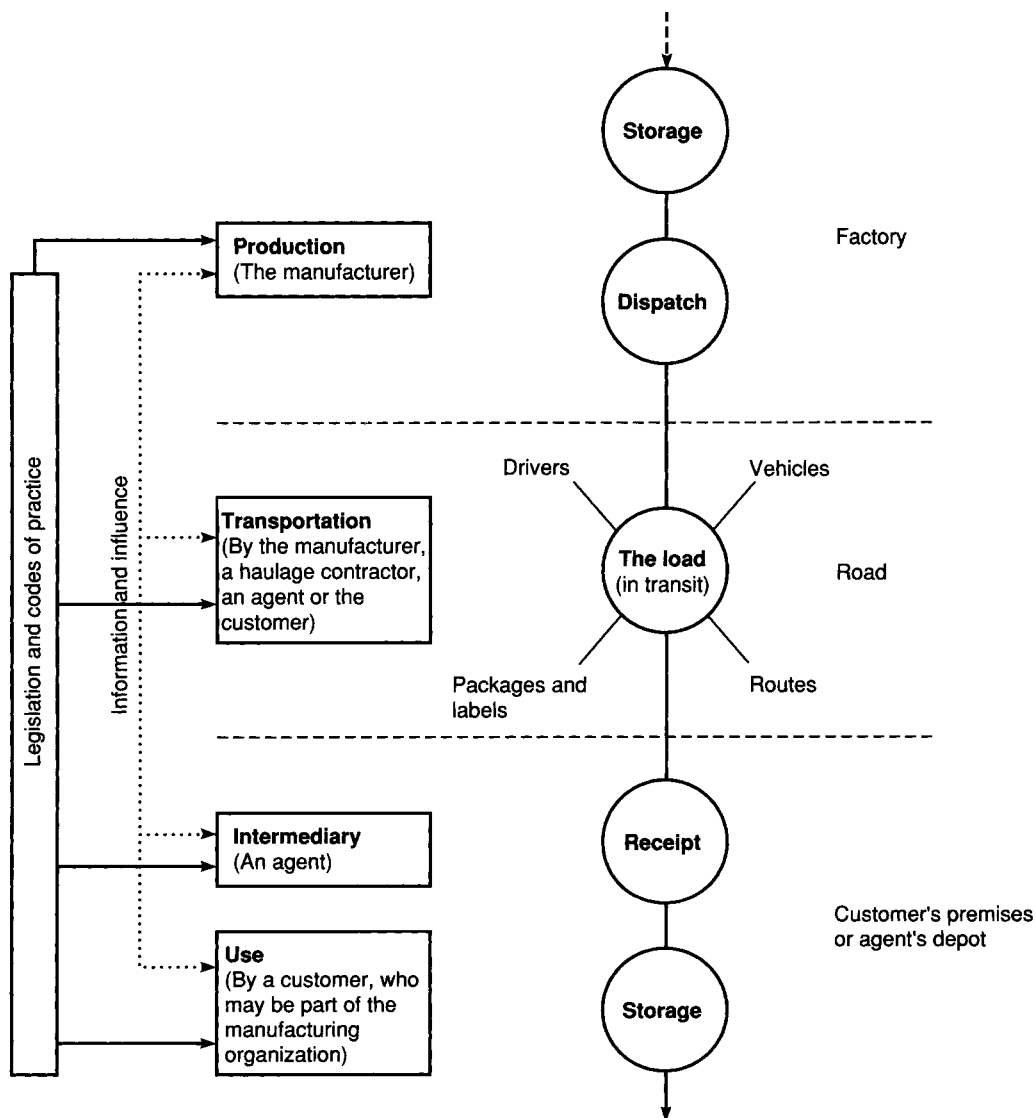 Storage
Production
(The manufacturer)
Factory
Dispatch
Legislation and codes of practice
Information and influence
Drivers
Vehicles
Transportation
(By the manufacturer,
a haulage contractor,
an agent or the
customer)
The load
(in transit)
Road
Packages and
labels
Routes
Intermediary
(An agent)
Receipt
Customer's premises
or agent's depot
Use
(By a customer, who
may be part of the
manufacturing
organization)
Storage